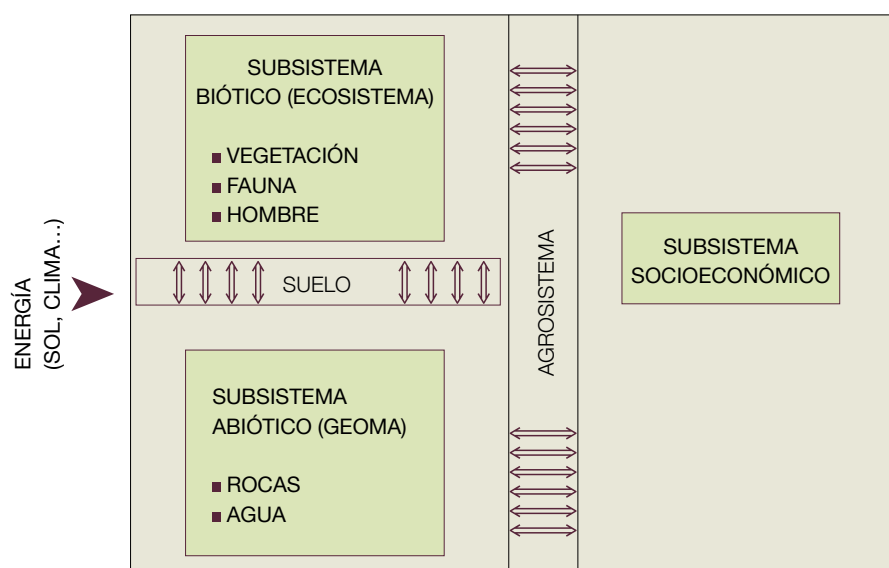 SUBSISTEMA
BIÓTICO (ECOSISTEMA)
■ VEGETACIÓN
■ FAUNA
■ HOMBRE
ENERGÍA
(SOL, CLIMA...)
SUELO
AGROSISTEMA
SUBSISTEMA
SOCIOECONÓMICO
SUBSISTEMA
ABIÓTICO (GEOMA)
■ ROCAS
■ AGUA